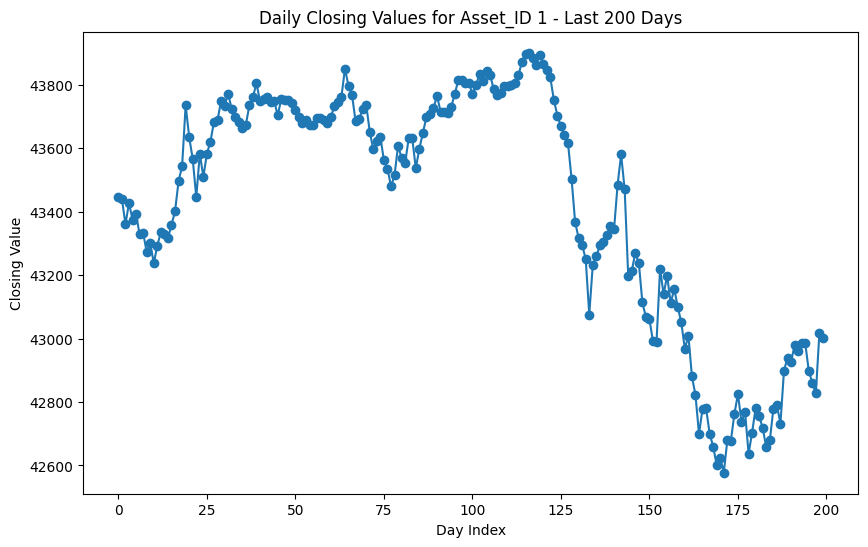 Daily Closing Values for Asset_ID 1 - Last 200 Days
Closing Value
43800
43600
43400
43200
43000
42800
42600
0 25 50 75 100 125 150 175 200
Day Index